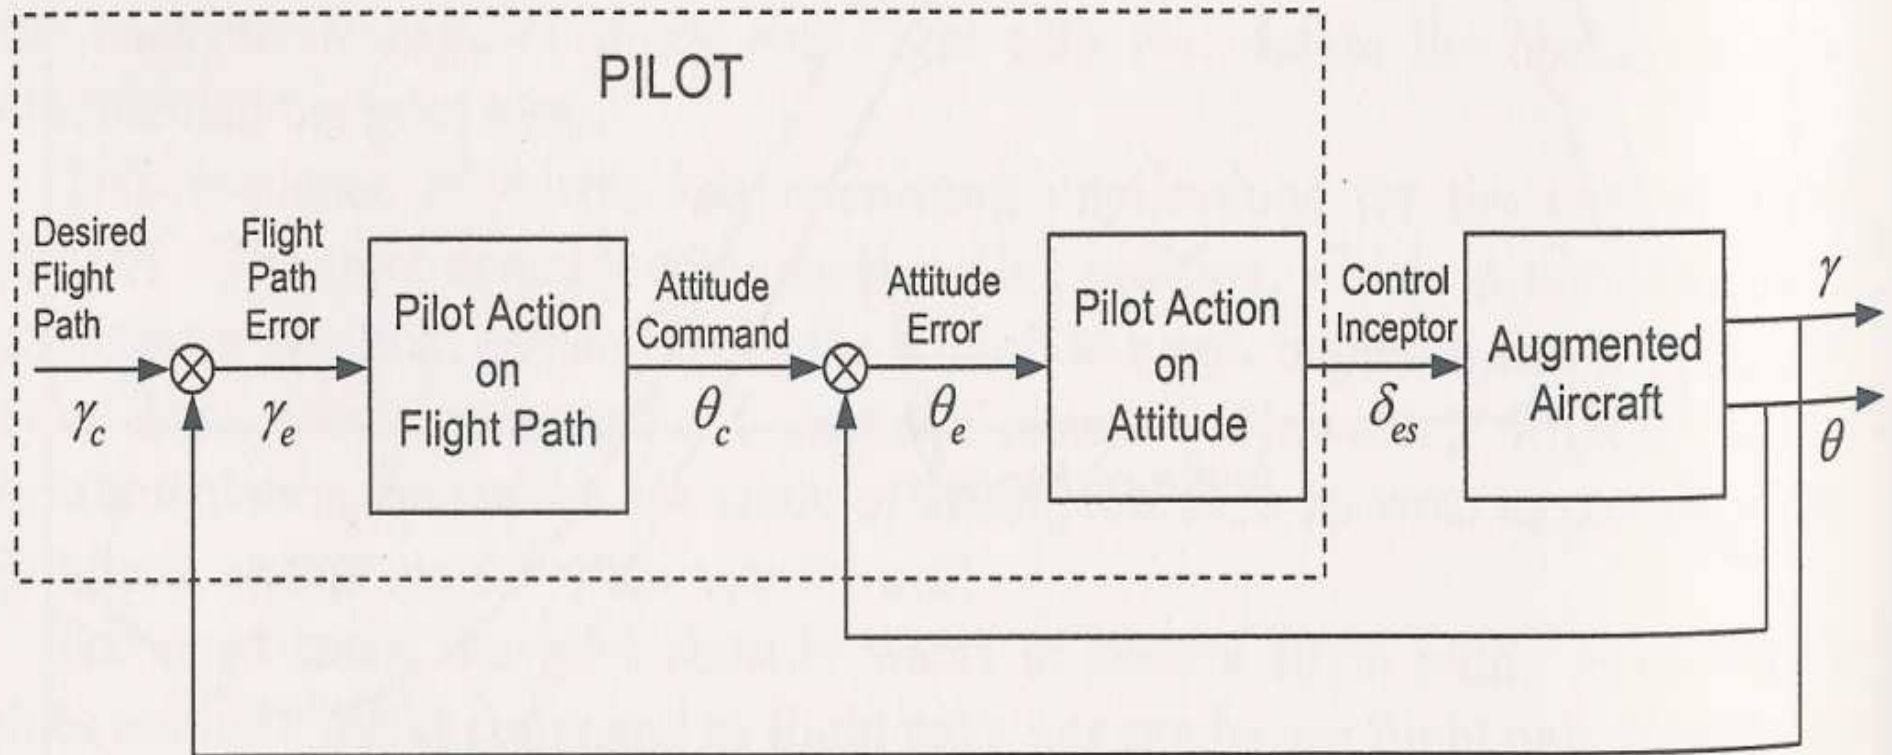 PILOT
Desired
Flight
Path
γc
Flight
Path
Error
γe
Pilot Action
on
Flight Path
Attitude
Command
θc
Attitude
Error
θe
Pilot Action
on
Attitude
Control
Inceptor
δes
Augmented
Aircraft
γ
θ